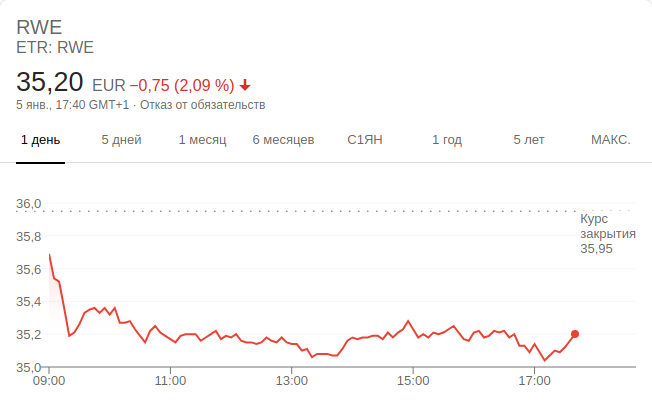 RWE
ETR: RWE
35,20 EUR −0,75 (2,09 %)
5 янв., 17:40 GMT+1 · Отказ от обязательств
1 день 5 дней 1 месяц 6 месяцев С1ЯН 1 год 5 лет МАКС.
36,0
Курс
закрытия
35,95
35,8
35,6
35,4
35,2
35,0
09:00 11:00 13:00 15:00 17:00